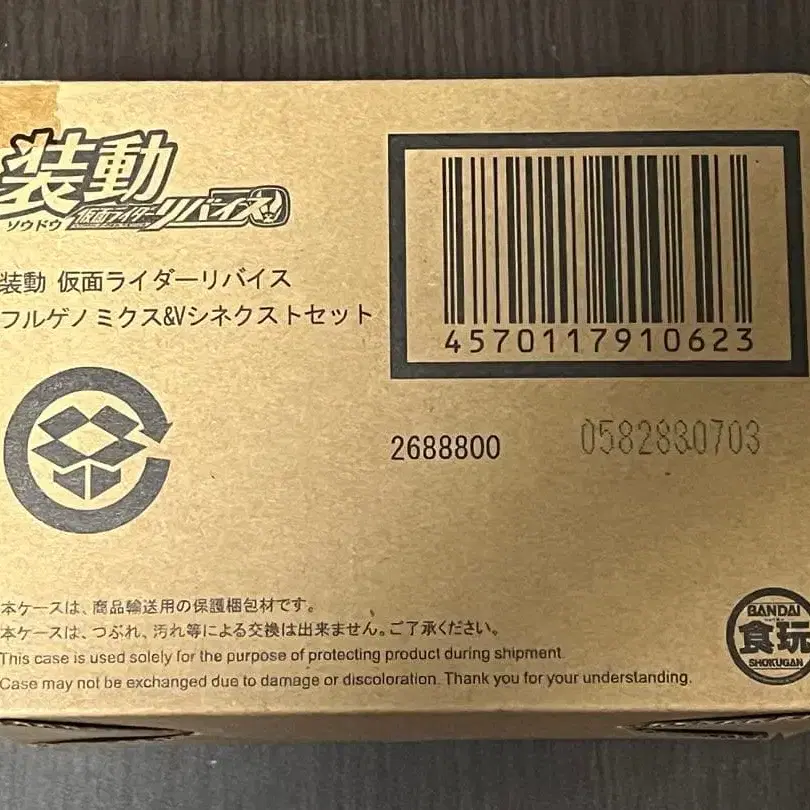 装動
ソウドウ
仮面ライダー リバイス
装動 仮面ライダーリバイス
フルゲノミクス&Vシネクストセット
4570117910623
2688800
0582830703
本ケースは、商品輸送用の保護梱包材です。
本ケースは、つぶれ、汚れ等による交換は出来ません。ご了承ください。
This case is used solely for the purpose of protecting product during shipment.
Case may not be exchanged due to damage or discoloration. Thank you for your understanding.
BANDAI
食玩
SHOKUGAN